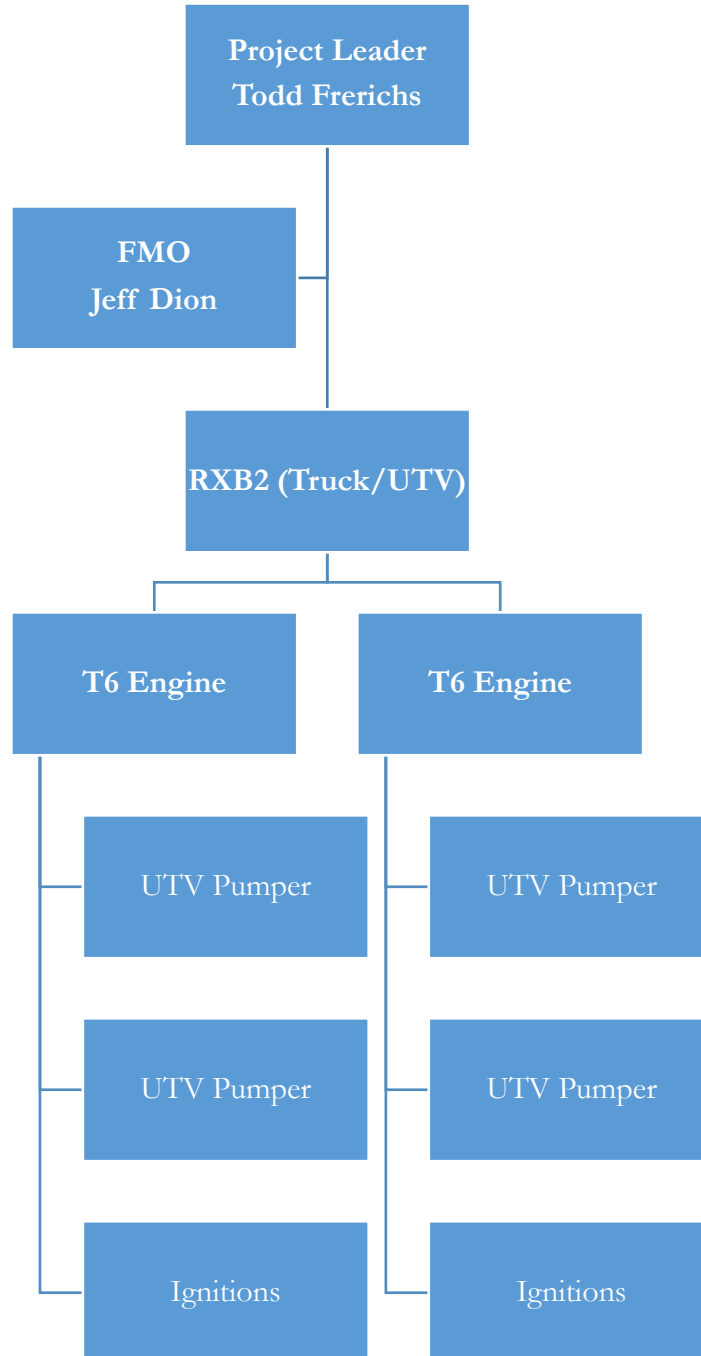 Project Leader
Todd Frerichs
FMO
Jeff Dion
RXB2 (Truck/UTV)
T6 Engine
T6 Engine
UTV Pumper
UTV Pumper
UTV Pumper
UTV Pumper
Ignitions
Ignitions